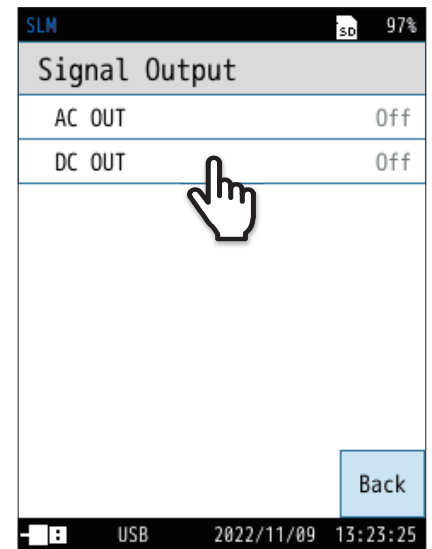 SLM SD 97%
Signal Output
AC OUT Off
DC OUT Off
Back
USB 2022/11/09 13:23:25